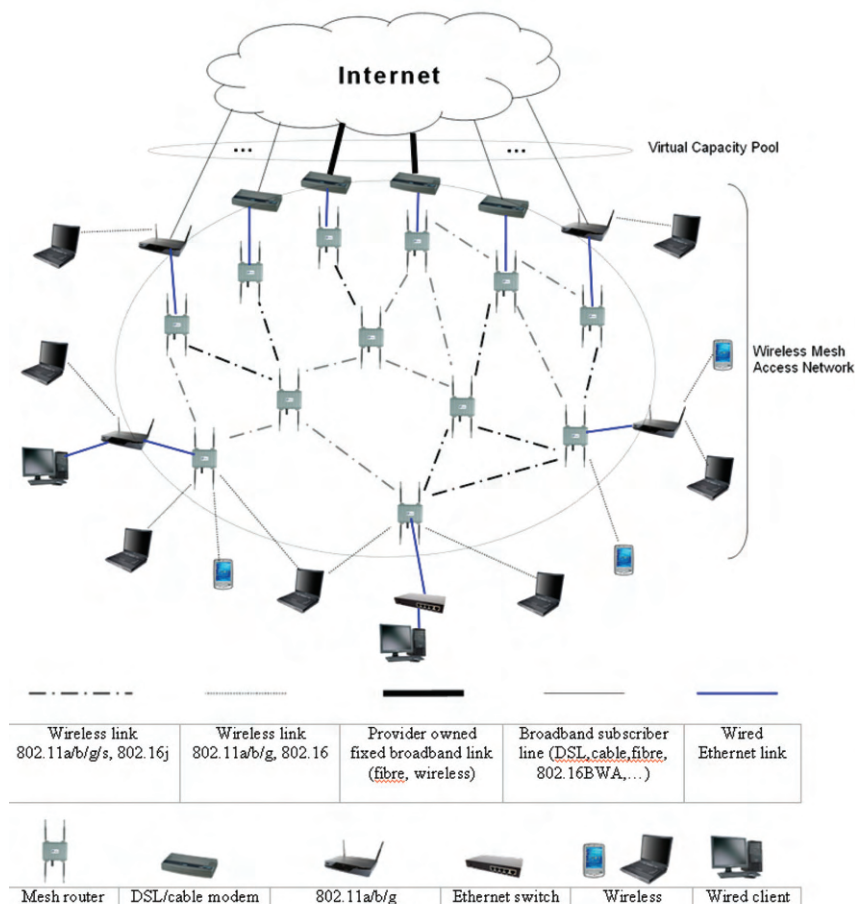 Internet
...
...
Virtual Capacity Pool
Wireless Mesh
Access Network
Wireless link
802.11a/b/g/s, 802.16j
Wireless link
802.11a/b/g, 802.16
Provider owned
fixed broadband link
(fibre, wireless)
Broadband subscriber
line (DSL,cable,fibre,
802.16BWA,...)
Wired
Ethernet link
Mesh router
DSL/cable modem
802.11a/b/g
Ethernet switch
Wireless
Wired client